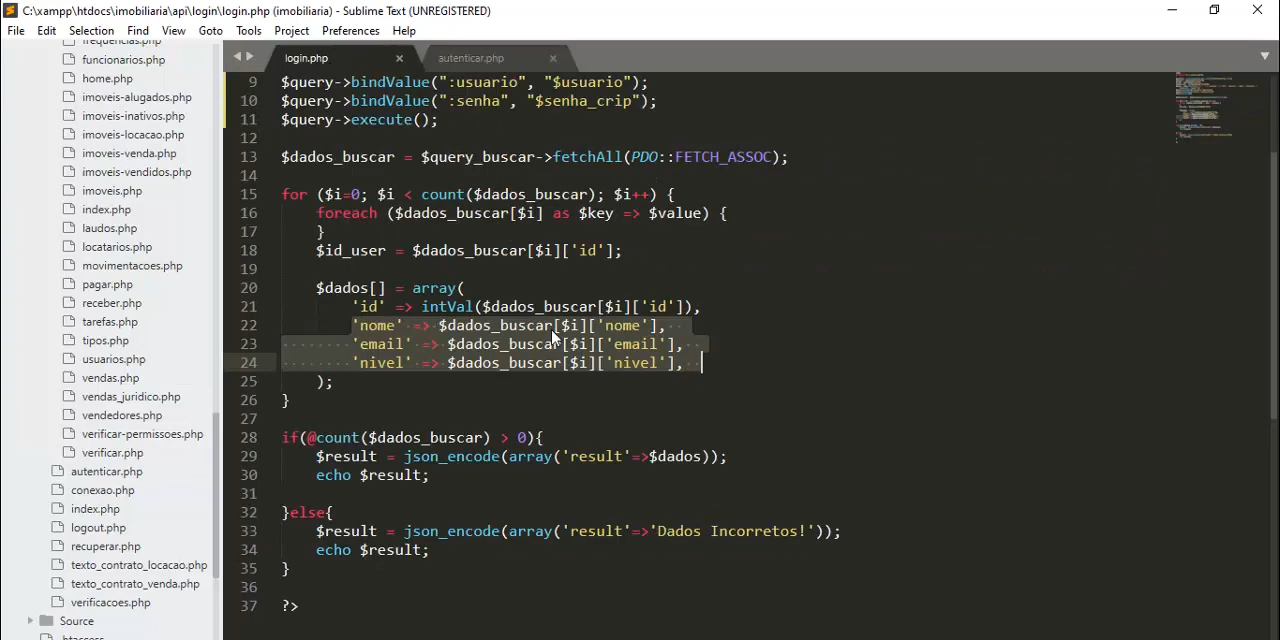 C:\xampp\htdocs\imobiliaria\api\login\login.php (imobiliaria) - Sublime Text (UNREGISTERED)
File Edit Selection Find View Goto Tools Project Preferences Help
frequencias.php
funcionarios.php
home.php
imoveis-alugados.php
imoveis-inativos.php
imoveis-locacao.php
imoveis-venda.php
imoveis-vendidos.php
imoveis.php
index.php
laudos.php
locatarios.php
movimentacoes.php
pagar.php
receber.php
tarefas.php
tipos.php
usuarios.php
vendas.php
vendas_juridico.php
vendedores.php
verificar-permissoes.php
verificar.php
autenticar.php
conexao.php
index.php
logout.php
recuperar.php
texto_contrato_locacao.php
texto_contrato_venda.php
verificacoes.php
Source
.htaccess
login.php × autenticar.php ×
9 $query->bindValue(":usuario", "$usuario");
10 $query->bindValue(":senha", "$senha_crip");
11 $query->execute();
12
13 $dados_buscar = $query_buscar->fetchAll(PDO::FETCH_ASSOC);
14
15 for ($i=0; $i < count($dados_buscar); $i++) {
16 foreach ($dados_buscar[$i] as $key => $value) {
17 }
18 $id_user = $dados_buscar[$i]['id'];
19
20 $dados[] = array(
21 'id' => intVal($dados_buscar[$i]['id']),
22 'nome' => $dados_buscar[$i]['nome'],
23 'email' => $dados_buscar[$i]['email'],
24 'nivel' => $dados_buscar[$i]['nivel'],
25 );
26 }
27
28 if(@count($dados_buscar) > 0){
29 $result = json_encode(array('result'=>$dados));
30 echo $result;
31
32 }else{
33 $result = json_encode(array('result'=>'Dados Incorretos!'));
34 echo $result;
35 }
36
37 ?>